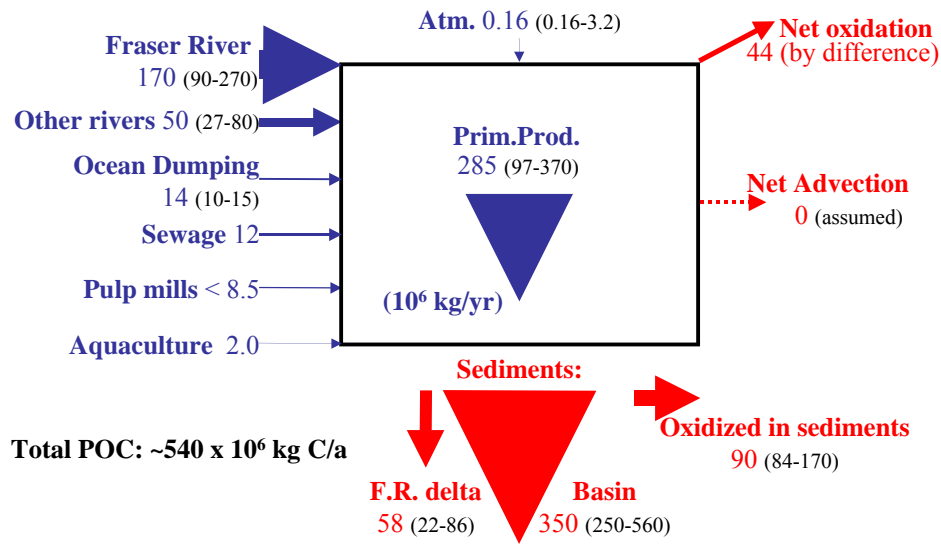 Atm. 0.16 (0.16-3.2)
Fraser River
170 (90-270)
Net oxidation
44 (by difference)
Other rivers 50 (27-80)
Prim.Prod.
285 (97-370)
Ocean Dumping
14 (10-15)
Net Advection
0 (assumed)
Sewage 12
Pulp mills < 8.5
(10⁶ kg/yr)
Aquaculture 2.0
Sediments:
Total POC: ~540 x 10⁶ kg C/a
Oxidized in sediments
90 (84-170)
F.R. delta
58 (22-86)
Basin
350 (250-560)